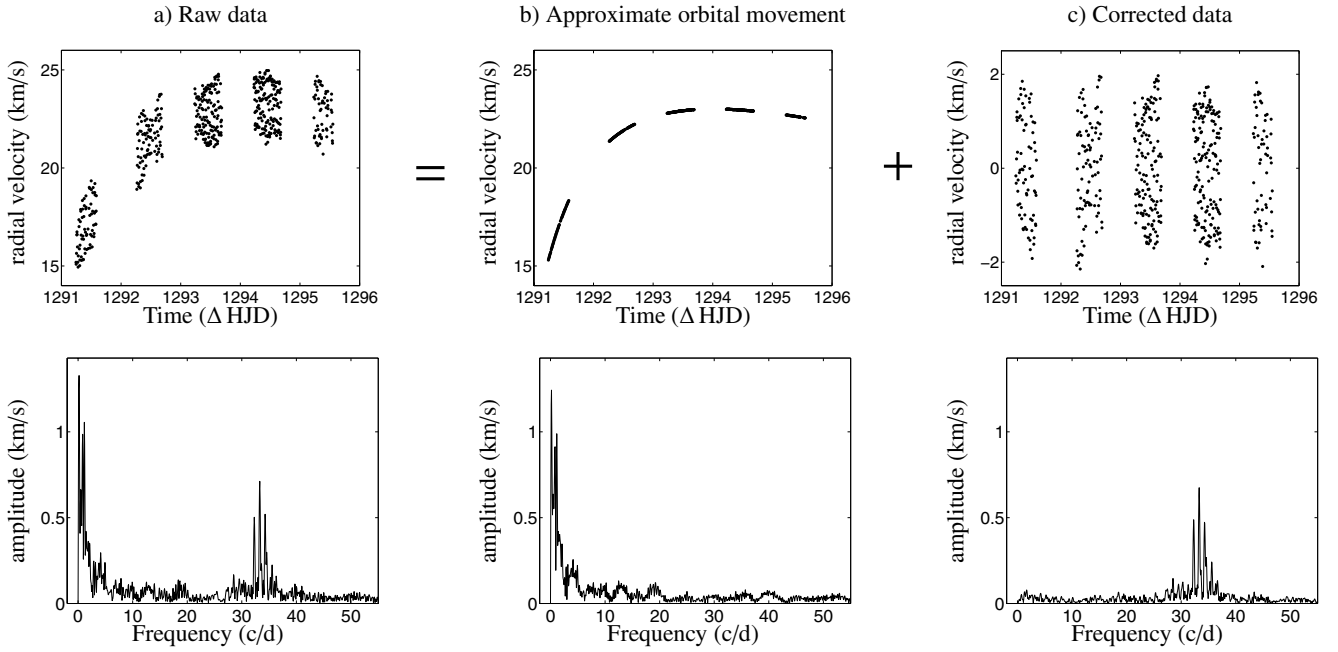 a) Raw data
b) Approximate orbital movement
c) Corrected data
radial velocity (km/s)
25
20
15
1291 1292 1293 1294 1295 1296
Time (Δ HJD)
=
radial velocity (km/s)
25
20
15
1291 1292 1293 1294 1295 1296
Time (Δ HJD)
+
radial velocity (km/s)
2
0
−2
1291 1292 1293 1294 1295 1296
Time (Δ HJD)
amplitude (km/s)
1
0.5
0
0 10 20 30 40 50
Frequency (c/d)
amplitude (km/s)
1
0.5
0
0 10 20 30 40 50
Frequency (c/d)
amplitude (km/s)
1
0.5
0
0 10 20 30 40 50
Frequency (c/d)